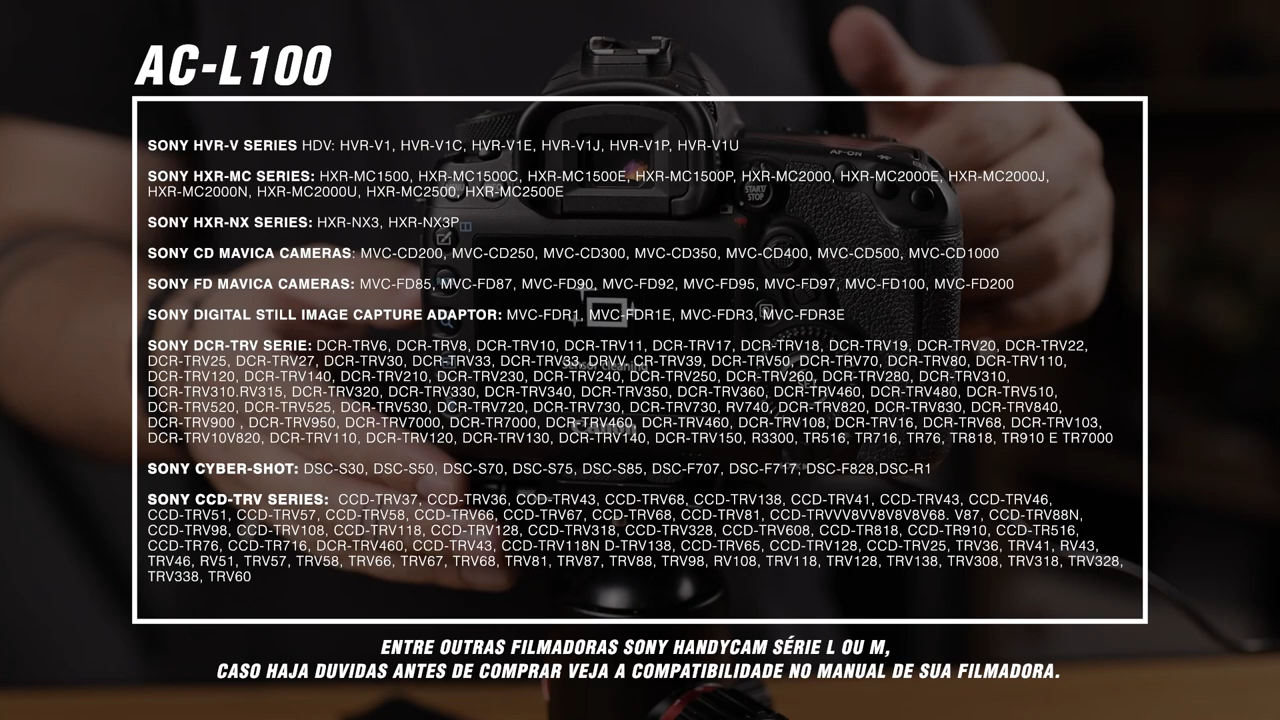 AC-L100
SONY HVR-V SERIES HDV: HVR-V1, HVR-V1C, HVR-V1E, HVR-V1J, HVR-V1P, HVR-V1U
SONY HXR-MC SERIES: HXR-MC1500, HXR-MC1500C, HXR-MC1500E, HXR-MC1500P, HXR-MC2000, HXR-MC2000E, HXR-MC2000J,
HXR-MC2000N, HXR-MC2000U, HXR-MC2500, HXR-MC2500E
SONY HXR-NX SERIES: HXR-NX3, HXR-NX3P
SONY CD MAVICA CAMERAS: MVC-CD200, MVC-CD250, MVC-CD300, MVC-CD350, MVC-CD400, MVC-CD500, MVC-CD1000
SONY FD MAVICA CAMERAS: MVC-FD85, MVC-FD87, MVC-FD90, MVC-FD92, MVC-FD95, MVC-FD97, MVC-FD100, MVC-FD200
SONY DIGITAL STILL IMAGE CAPTURE ADAPTOR: MVC-FDR1, MVC-FDR1E, MVC-FDR3, MVC-FDR3E
SONY DCR-TRV SERIE: DCR-TRV6, DCR-TRV8, DCR-TRV10, DCR-TRV11, DCR-TRV17, DCR-TRV18, DCR-TRV19, DCR-TRV20, DCR-TRV22,
DCR-TRV25, DCR-TRV27, DCR-TRV30, DCR-TRV33, DCR-TRV33, DRVV, CR-TRV39, DCR-TRV50, DCR-TRV70, DCR-TRV80, DCR-TRV110,
DCR-TRV120, DCR-TRV140, DCR-TRV210, DCR-TRV230, DCR-TRV240, DCR-TRV250, DCR-TRV260, DCR-TRV280, DCR-TRV310,
DCR-TRV310.RV315, DCR-TRV320, DCR-TRV330, DCR-TRV340, DCR-TRV350, DCR-TRV360, DCR-TRV460, DCR-TRV480, DCR-TRV510,
DCR-TRV520, DCR-TRV525, DCR-TRV530, DCR-TRV720, DCR-TRV730, DCR-TRV730, RV740, DCR-TRV820, DCR-TRV830, DCR-TRV840,
DCR-TRV900 , DCR-TRV950, DCR-TRV7000, DCR-TR7000, DCR-TRV460, DCR-TRV460, DCR-TRV108, DCR-TRV16, DCR-TRV68, DCR-TRV103,
DCR-TRV10V820, DCR-TRV110, DCR-TRV120, DCR-TRV130, DCR-TRV140, DCR-TRV150, R3300, TR516, TR716, TR76, TR818, TR910 E TR7000
SONY CYBER-SHOT: DSC-S30, DSC-S50, DSC-S70, DSC-S75, DSC-S85, DSC-F707, DSC-F717, DSC-F828,DSC-R1
SONY CCD-TRV SERIES: CCD-TRV37, CCD-TRV36, CCD-TRV43, CCD-TRV68, CCD-TRV138, CCD-TRV41, CCD-TRV43, CCD-TRV46,
CCD-TRV51, CCD-TRV57, CCD-TRV58, CCD-TRV66, CCD-TRV67, CCD-TRV68, CCD-TRV81, CCD-TRVVV8VV8V8V8V68. V87, CCD-TRV88N,
CCD-TRV98, CCD-TRV108, CCD-TRV118, CCD-TRV128, CCD-TRV318, CCD-TRV328, CCD-TRV608, CCD-TR818, CCD-TR910, CCD-TR516,
CCD-TR76, CCD-TR716, DCR-TRV460, CCD-TRV43, CCD-TRV118N D-TRV138, CCD-TRV65, CCD-TRV128, CCD-TRV25, TRV36, TRV41, RV43,
TRV46, RV51, TRV57, TRV58, TRV66, TRV67, TRV68, TRV81, TRV87, TRV88, TRV98, RV108, TRV118, TRV128, TRV138, TRV308, TRV318, TRV328,
TRV338, TRV60
ENTRE OUTRAS FILMADORAS SONY HANDYCAM SÉRIE L OU M,
CASO HAJA DUVIDAS ANTES DE COMPRAR VEJA A COMPATIBILIDADE NO MANUAL DE SUA FILMADORA.
AF-ON
START/
STOP
Sensor cleaning